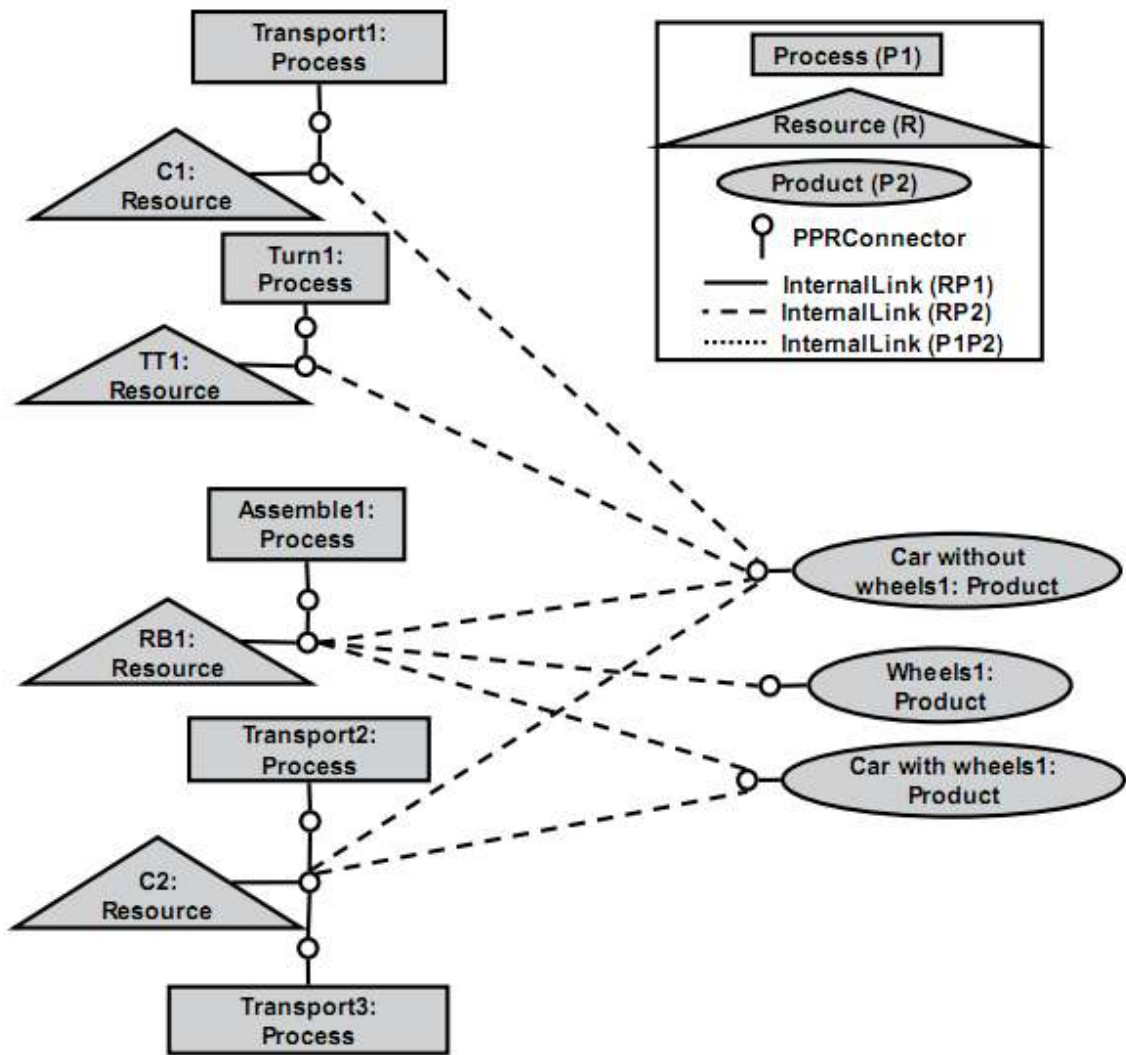 Transport1:
Process
C1:
Resource
Turn1:
Process
TT1:
Resource
Assemble1:
Process
RB1:
Resource
Transport2:
Process
C2:
Resource
Transport3:
Process
Process (P1)
Resource (R)
Product (P2)
PPRConnector
InternalLink (RP1)
InternalLink (RP2)
InternalLink (P1P2)
Car without
wheels1: Product
Wheels1:
Product
Car with wheels1:
Product